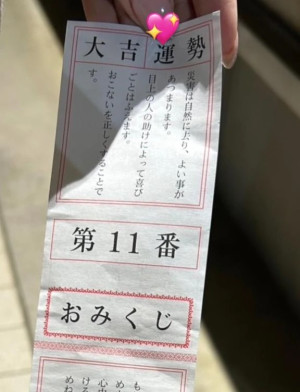 大吉運勢
災害は自然に去り、よい事が
あつまります。
目上の人の助けによって喜び
ごとはふえます。
おこないを正しくすることで
す。
第11番
おみくじ